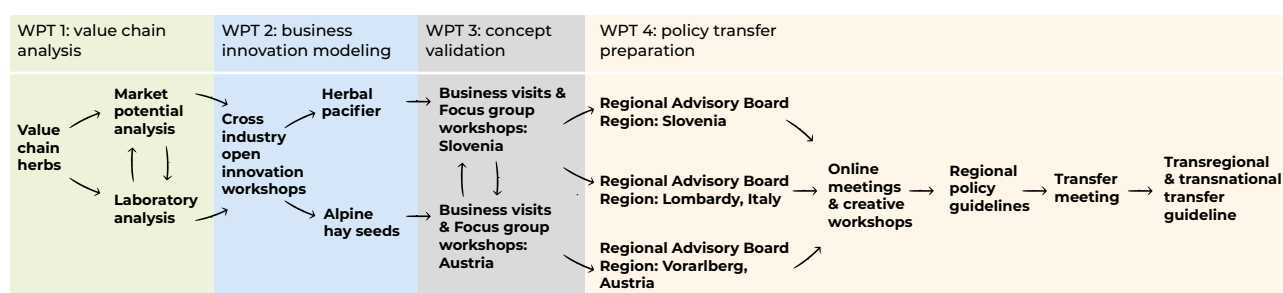 WPT 1: value chain
analysis
WPT 2: business
innovation modeling
WPT 3: concept
validation
WPT 4: policy transfer
preparation
Value
chain
herbs
Market
potential
analysis
Laboratory
analysis
Cross
industry
open
innovation
workshops
Herbal
pacifier
Alpine
hay seeds
Business visits &
Focus group
workshops:
Slovenia
Business visits
& Focus group
workshops:
Austria
Regional Advisory Board
Region: Slovenia
Regional Advisory Board
Region: Lombardy, Italy
Regional Advisory Board
Region: Vorarlberg,
Austria
Online
meetings
& creative
workshops
Regional
policy
guidelines
Transfer
meeting
Transregional
& transnational
transfer
guideline